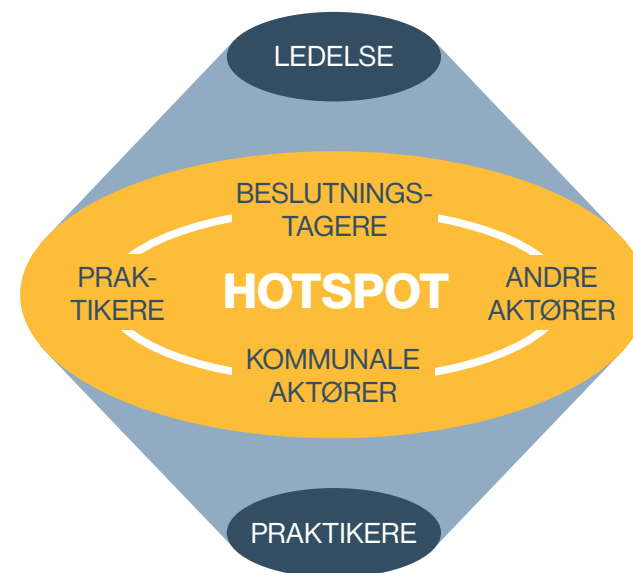 LEDELSE
BESLUTNINGS-
TAGERE
PRAK-
TIKERE
HOTSPOT
ANDRE
AKTØRER
KOMMUNALE
AKTØRER
PRAKTIKERE